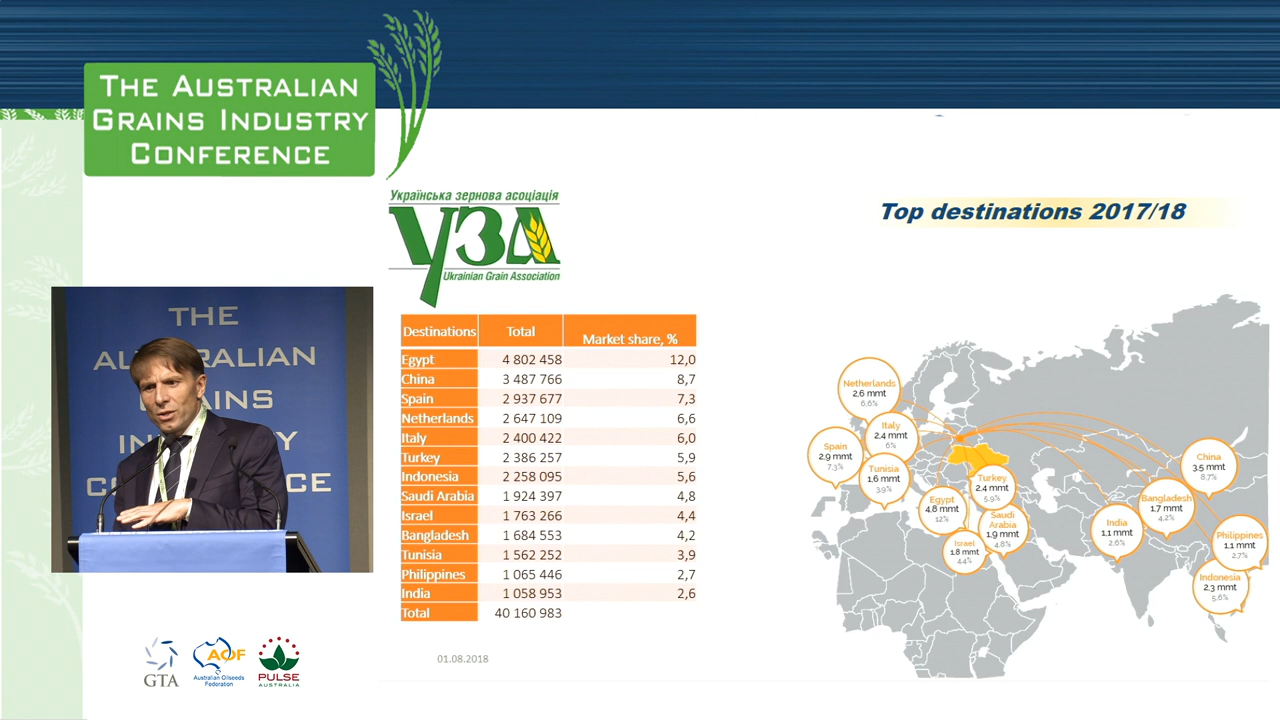 THE AUSTRALIAN
GRAINS INDUSTRY
CONFERENCE
Українська зернова асоціація
УЗА
Ukrainian Grain Association
Top destinations 2017/18
Destinations Total Market share, %
Egypt 4 802 458 12,0
China 3 487 766 8,7
Spain 2 937 677 7,3
Netherlands 2 647 109 6,6
Italy 2 400 422 6,0
Turkey 2 386 257 5,9
Indonesia 2 258 095 5,6
Saudi Arabia 1 924 397 4,8
Israel 1 763 266 4,4
Bangladesh 1 684 553 4,2
Tunisia 1 562 252 3,9
Philippines 1 065 446 2,7
India 1 058 953 2,6
Total 40 160 983
01.08.2018
Netherlands
2,6 mmt
6,6%
Italy
2,4 mmt
6%
Spain
2,9 mmt
7,3%
Tunisia
1,6 mmt
3,9%
Egypt
4,8 mmt
12%
Turkey
2,4 mmt
5,9%
Saudi
Arabia
1,9 mmt
4,8%
Israel
1,8 mmt
4,4%
China
3,5 mmt
8,7%
Bangladesh
1,7 mmt
4,2%
India
1,1 mmt
2,6%
Philippines
1,1 mmt
2,7%
Indonesia
2,3 mmt
5,6%
THE
AUSTRALIAN
INDUSTRY
GTA
AOF
Australian Oilseeds
Federation
PULSE
AUSTRALIA